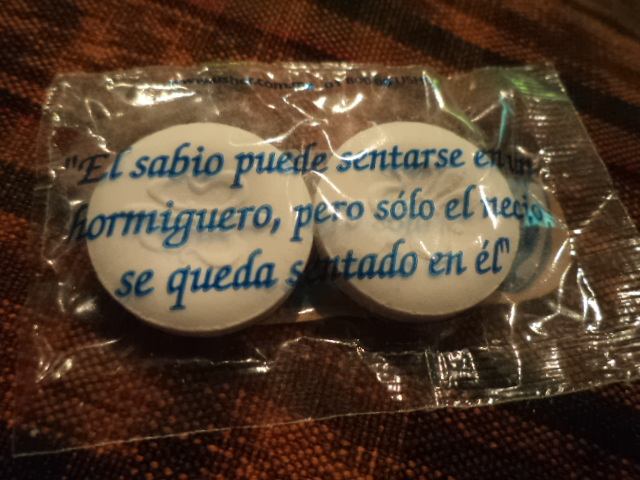 "El sabio puede sentarse en un
hormiguero, pero sólo el necio
se queda sentado en él"